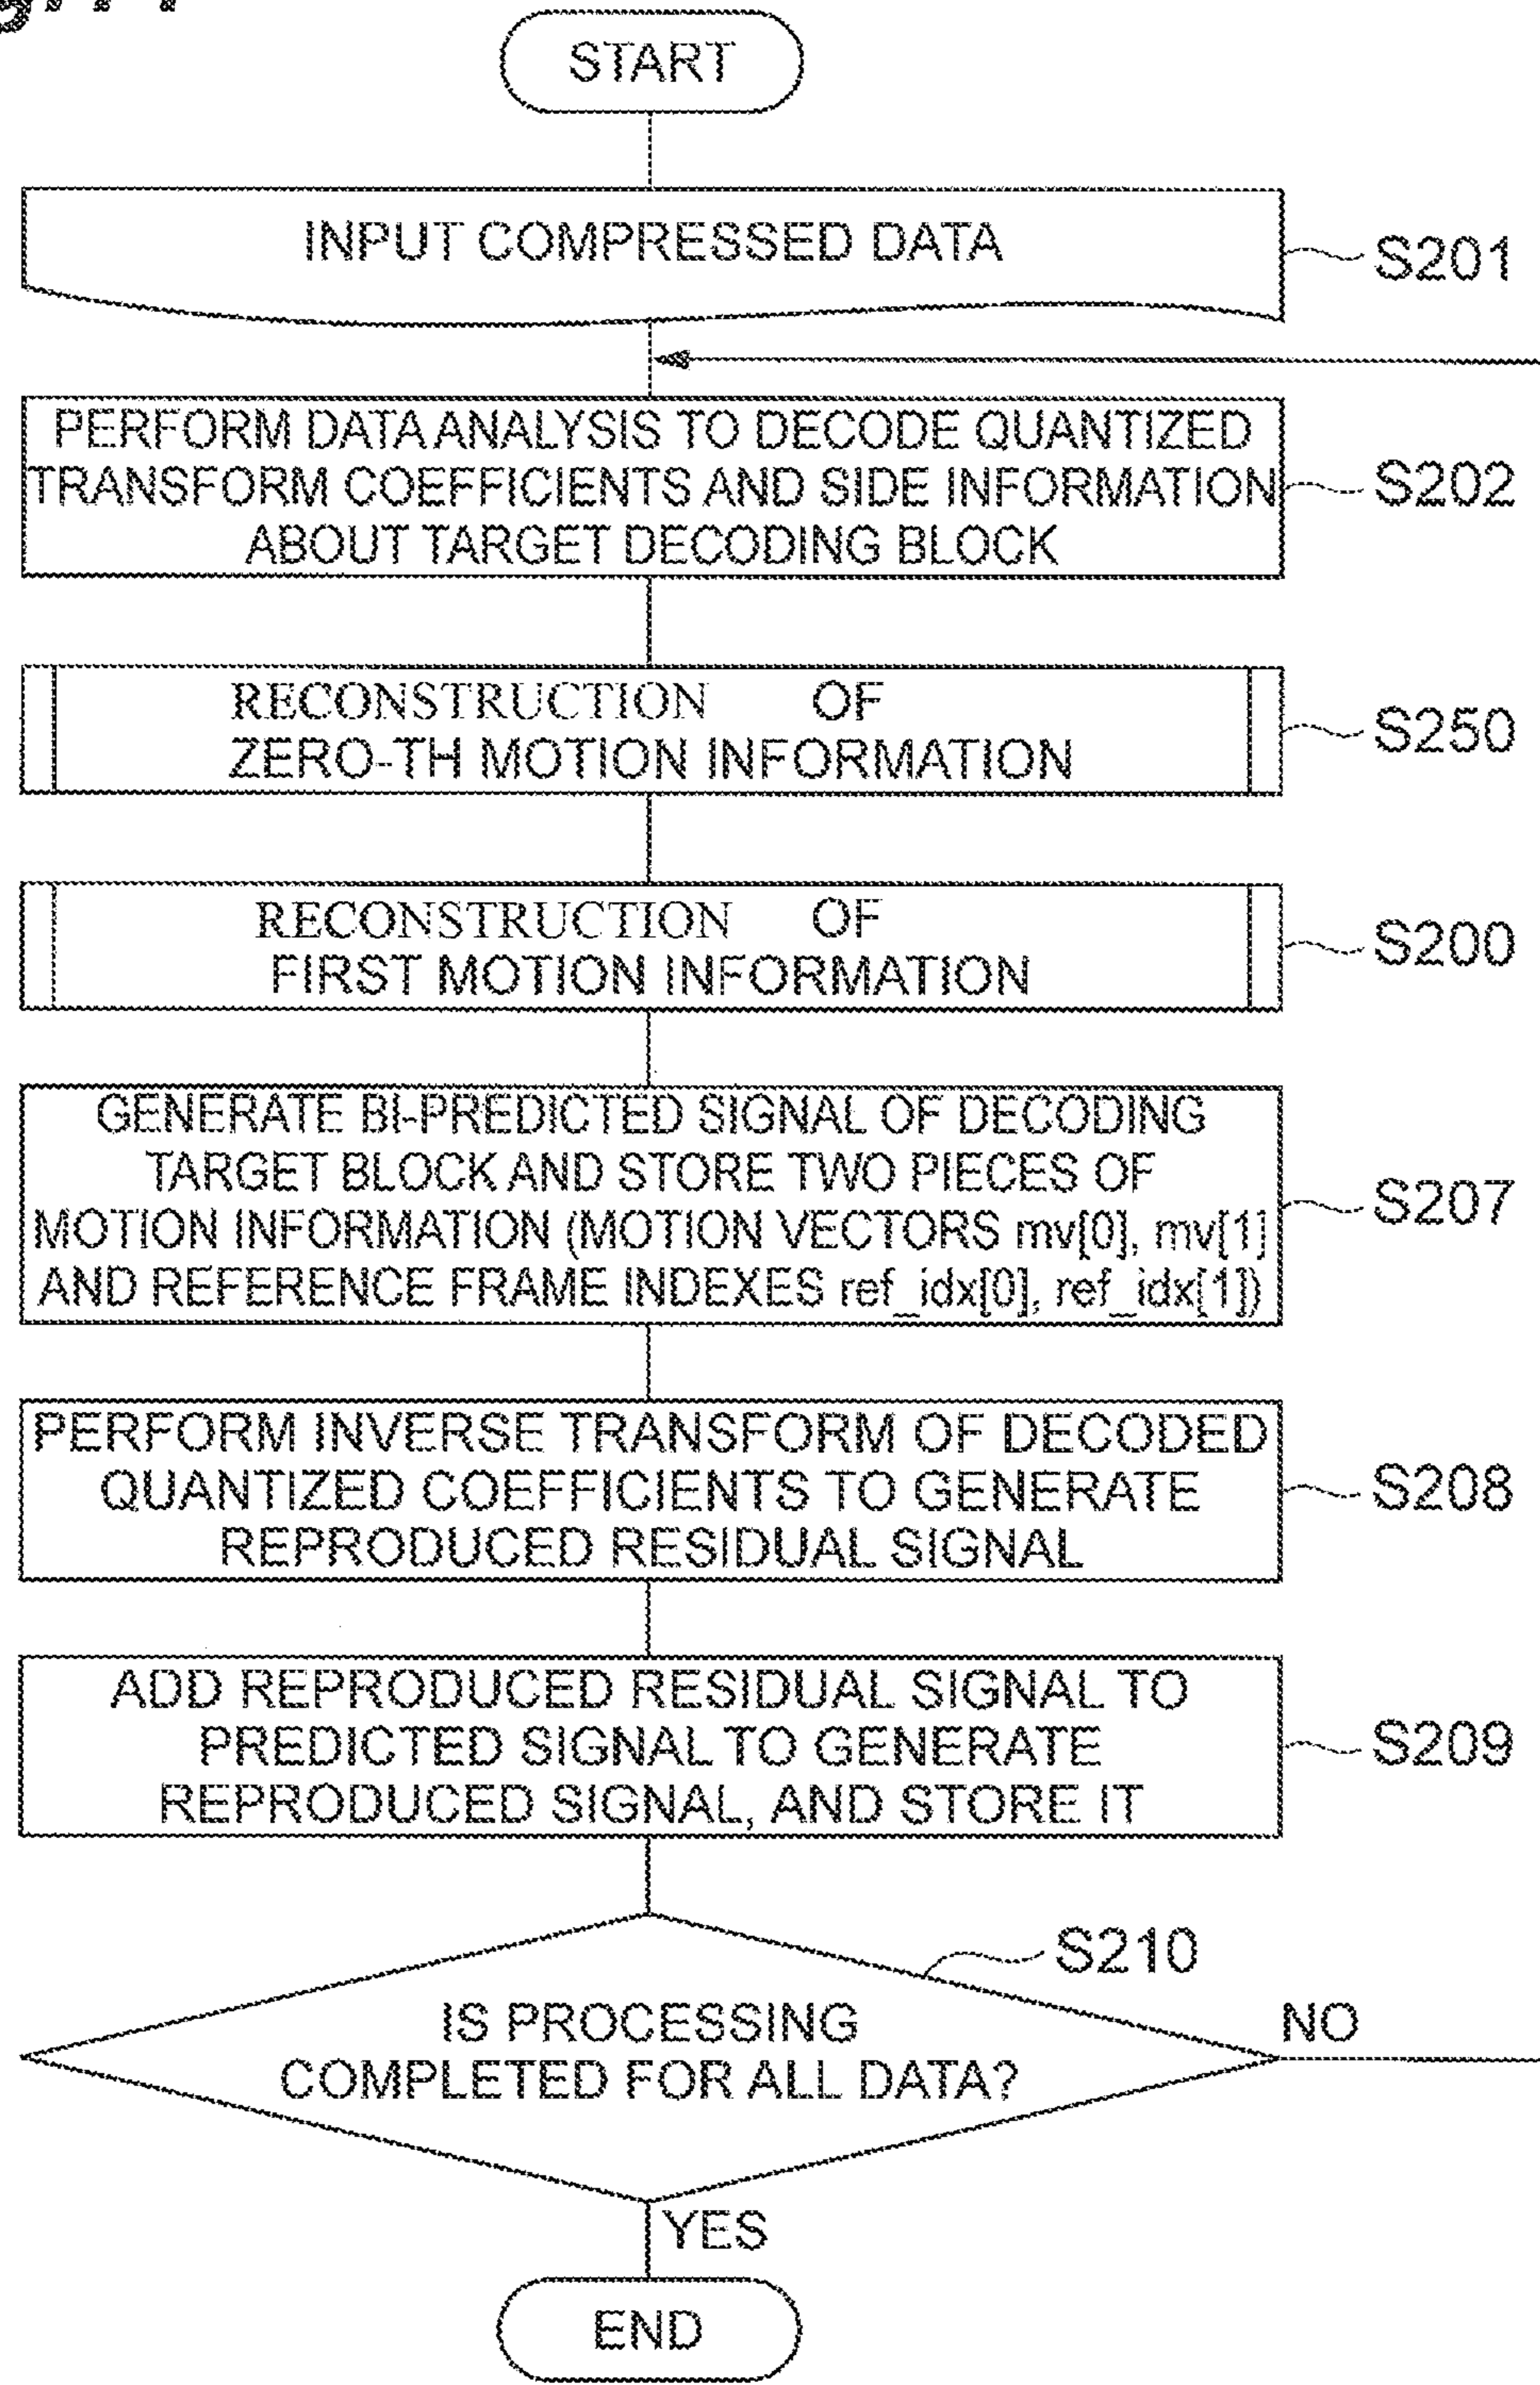 START
INPUT COMPRESSED DATA
S201
PERFORM DATA ANALYSIS TO DECODE QUANTIZED
TRANSFORM COEFFICIENTS AND SIDE INFORMATION
ABOUT TARGET DECODING BLOCK
S202
RECONSTRUCTION OF
ZERO-TH MOTION INFORMATION
S250
RECONSTRUCTION OF
FIRST MOTION INFORMATION
S200
GENERATE BI-PREDICTED SIGNAL OF DECODING
TARGET BLOCK AND STORE TWO PIECES OF
MOTION INFORMATION (MOTION VECTORS mv[0], mv[1]
AND REFERENCE FRAME INDEXES ref_idx[0], ref_idx[1])
S207
PERFORM INVERSE TRANSFORM OF DECODED
QUANTIZED COEFFICIENTS TO GENERATE
REPRODUCED RESIDUAL SIGNAL
S208
ADD REPRODUCED RESIDUAL SIGNAL TO
PREDICTED SIGNAL TO GENERATE
REPRODUCED SIGNAL, AND STORE IT
S209
S210
IS PROCESSING
COMPLETED FOR ALL DATA?
NO
YES
END